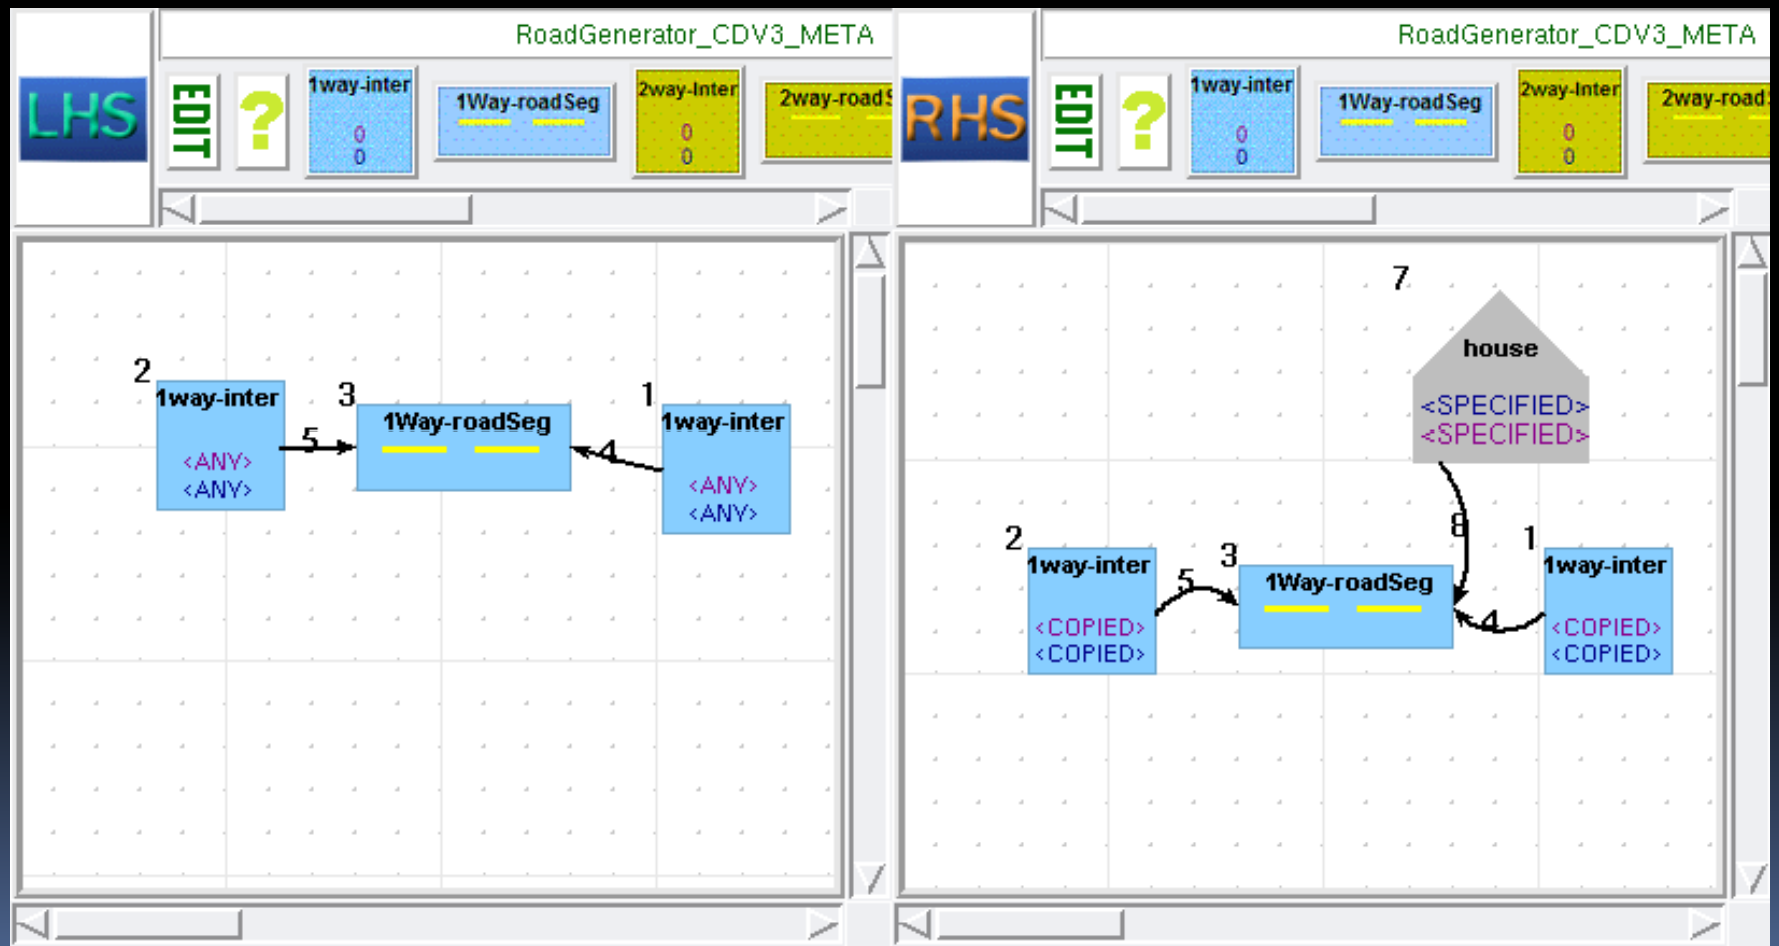 RoadGenerator_CDV3_META
LHS
EDIT
?
1way-inter
0
0
1Way-roadSeg
2way-Inter
0
0
2way-roadS
2
1way-inter
<ANY>
<ANY>
5
3
1Way-roadSeg
4
1
1way-inter
<ANY>
<ANY>
RoadGenerator_CDV3_META
RHS
EDIT
?
1way-inter
0
0
1Way-roadSeg
2way-Inter
0
0
2way-road
7
house
<SPECIFIED>
<SPECIFIED>
8
2
1way-inter
<COPIED>
<COPIED>
5
3
1Way-roadSeg
4
1
1way-inter
<COPIED>
<COPIED>